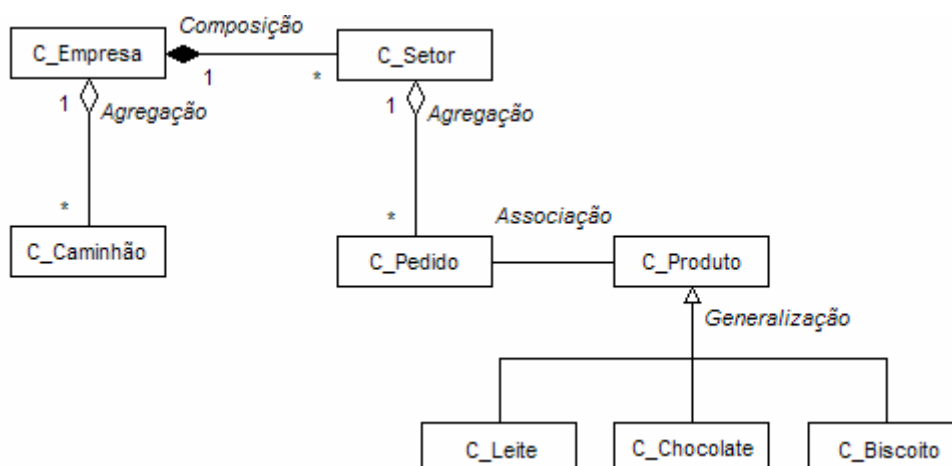 Composição
C_Empresa
C_Setor
1
*
1
Agregação
1
Agregação
*
*
Associação
C_Caminhão
C_Pedido
C_Produto
Generalização
C_Leite
C_Chocolate
C_Biscoito